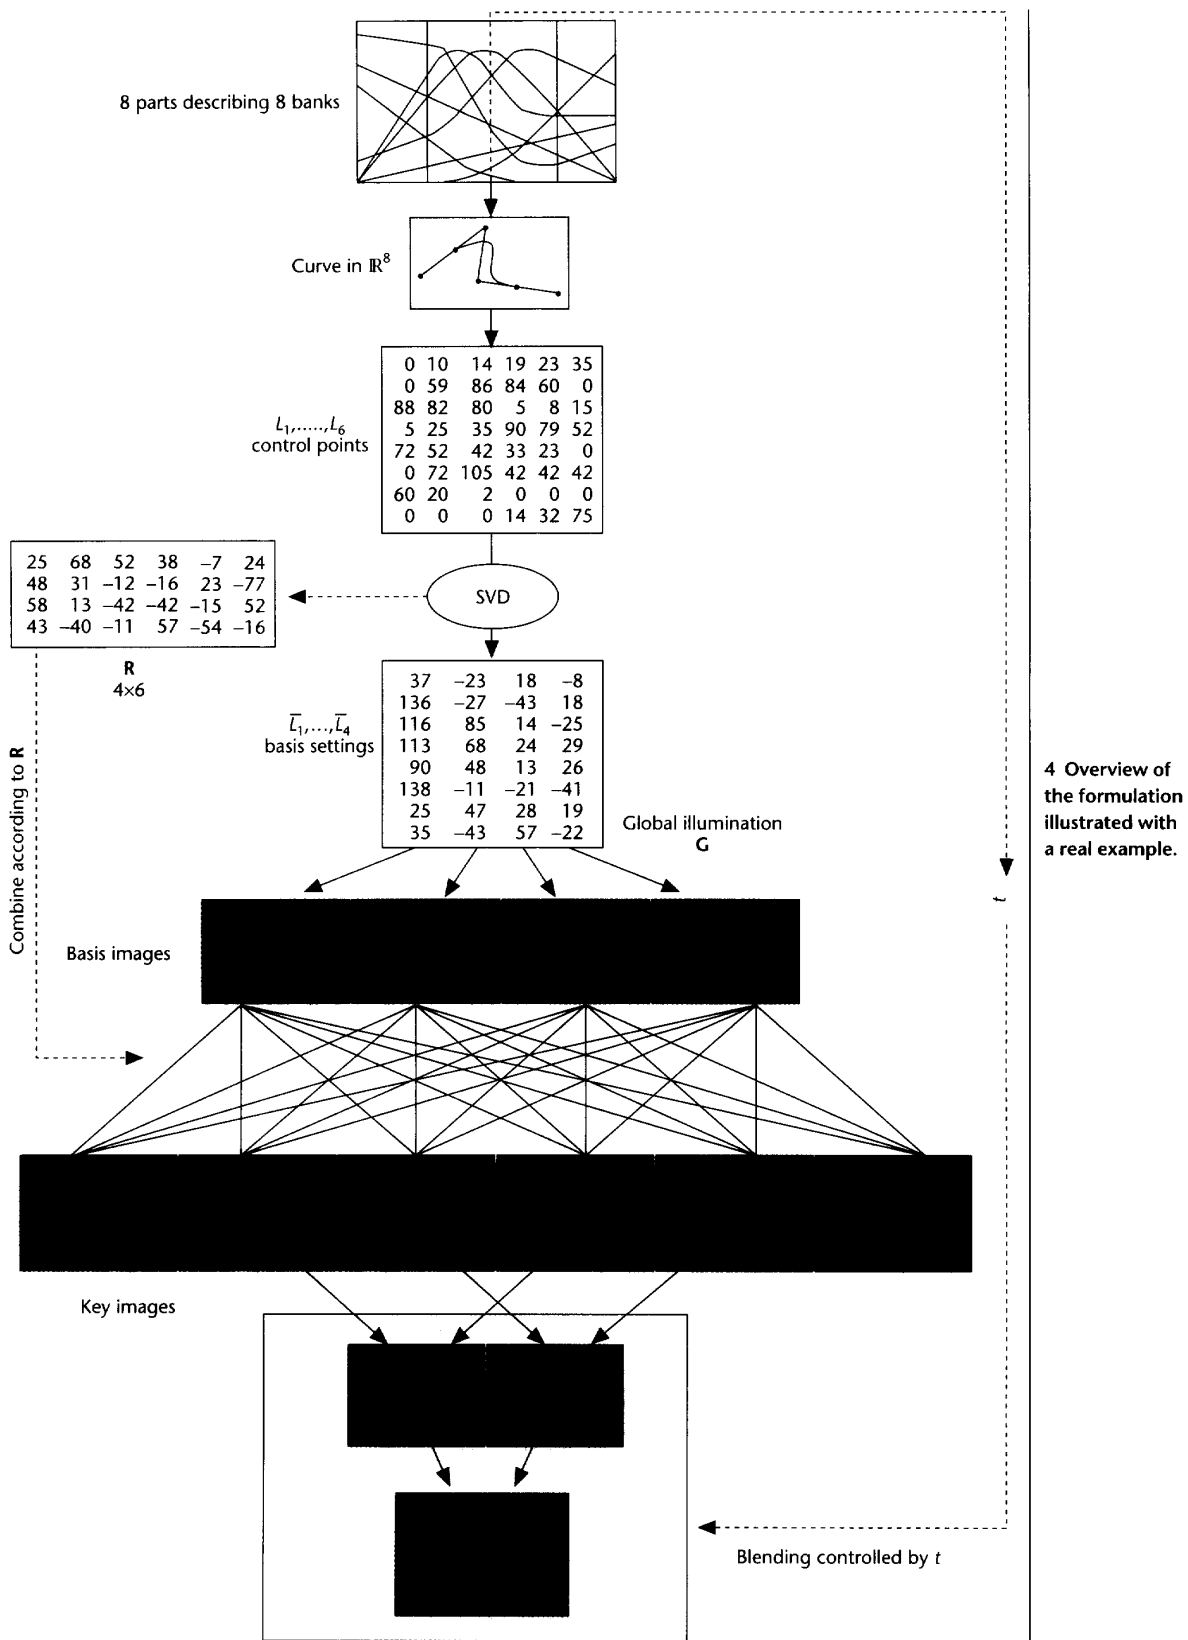 8 parts describing 8 banks
Curve in ℝ⁸
0 10 14 19 23 35
0 59 86 84 60 0
88 82 80 5 8 15
5 25 35 90 79 52
72 52 42 33 23 0
0 72 105 42 42 42
60 20 2 0 0 0
0 0 0 14 32 75
L₁,.....,L₆
control points
25 68 52 38 –7 24
48 31 –12 –16 23 –77
58 13 –42 –42 –15 52
43 –40 –11 57 –54 –16
R
4×6
SVD
37 –23 18 –8
136 –27 –43 18
116 85 14 –25
113 68 24 29
90 48 13 26
138 –11 –21 –41
25 47 28 19
35 –43 57 –22
L̅₁,...,L̅₄
basis settings
Global illumination
G
Combine according to R
Basis images
Key images
t
Blending controlled by t
4 Overview of
the formulation
illustrated with
a real example.